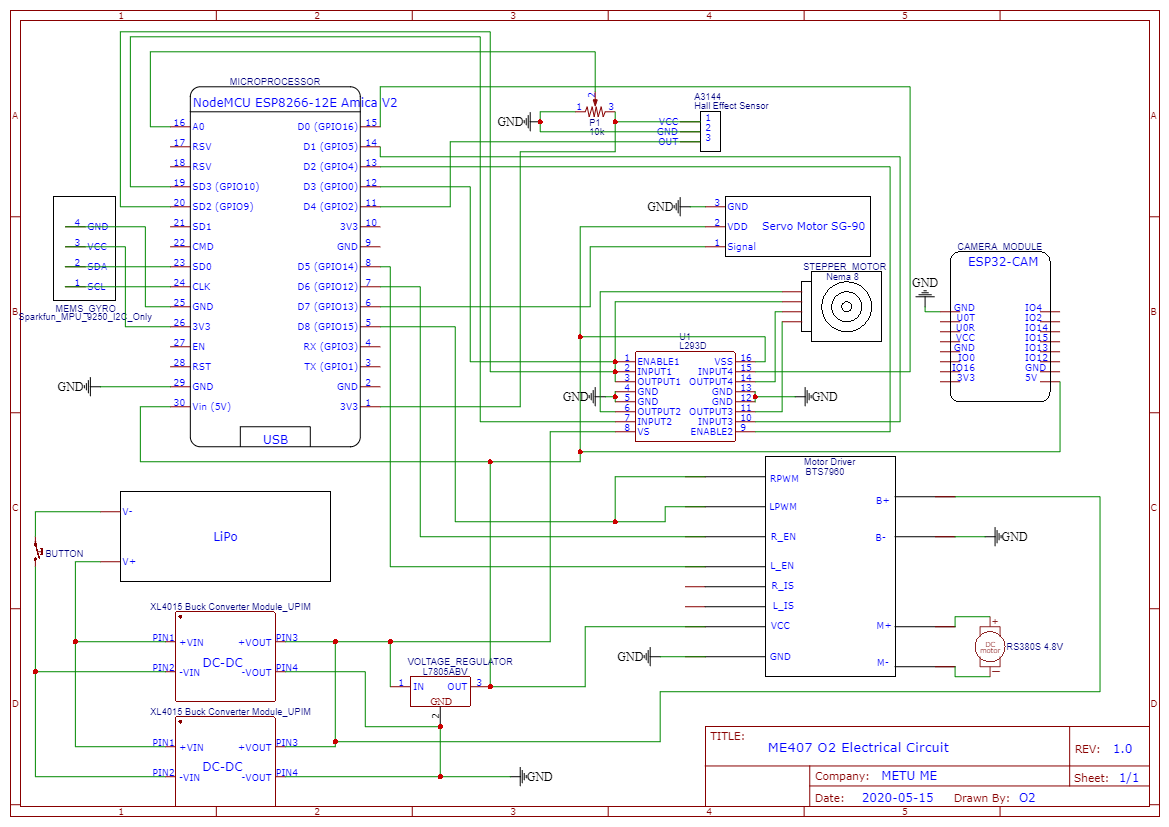 1 2 3 4 5
A
B
C
D
A
B
C
D
1 2 3 4 5
MICROPROCESSOR
NodeMCU ESP8266-12E Amica V2
16 A0
17 RSV
18 RSV
19 SD3 (GPIO10)
20 SD2 (GPIO9)
21 SD1
22 CMD
23 SD0
24 CLK
25 GND
26 3V3
27 EN
28 RST
29 GND
30 Vin (5V)
D0 (GPIO16) 15
D1 (GPIO5) 14
D2 (GPIO4) 13
D3 (GPIO0) 12
D4 (GPIO2) 11
3V3 10
GND 9
D5 (GPIO14) 8
D6 (GPIO12) 7
D7 (GPIO13) 6
D8 (GPIO15) 5
RX (GPIO3) 4
TX (GPIO1) 3
GND 2
3V3 1
USB
GND
4 GND
3 VCC
2 SDA
1 SCL
MEMS_GYRO
Sparkfun_MPU_9250_I2C_Only
GND
1 2 3
P1
10k
A3144
Hall Effect Sensor
VCC 1
GND 2
OUT 3
GND
3 GND
2 VDD
1 Signal
Servo Motor SG-90
STEPPER_MOTOR
Nema 8
CAMERA_MODULE
ESP32-CAM
GND
GND
U0T
U0R
VCC
GND
IO0
IO16
3V3
IO4
IO2
IO14
IO15
IO13
IO12
GND
5V
U1
L293D
1 ENABLE1
2 INPUT1
3 OUTPUT1
4 GND
5 GND
6 OUTPUT2
7 INPUT2
8 VS
VSS 16
INPUT4 15
OUTPUT4 14
GND 13
GND 12
OUTPUT3 11
INPUT3 10
ENABLE2 9
GND
GND
Motor Driver
BTS7960
RPWM
LPWM
R_EN
L_EN
R_IS
L_IS
VCC
GND
B+
B-
M+
M-
GND
GND
+
DC
motor
−
RS380S 4.8V
V-
V+
LiPo
BUTTON
XL4015 Buck Converter Module_UPIM
PIN1 +VIN
PIN2 -VIN
DC-DC
+VOUT PIN3
-VOUT PIN4
XL4015 Buck Converter Module_UPIM
PIN1 +VIN
PIN2 -VIN
DC-DC
+VOUT PIN3
-VOUT PIN4
VOLTAGE_REGULATOR
L7805ABV
1 IN OUT 3
GND
2
GND
TITLE:
ME407 O2 Electrical Circuit
REV: 1.0
Company: METU ME
Sheet: 1/1
Date: 2020-05-15 Drawn By: O2